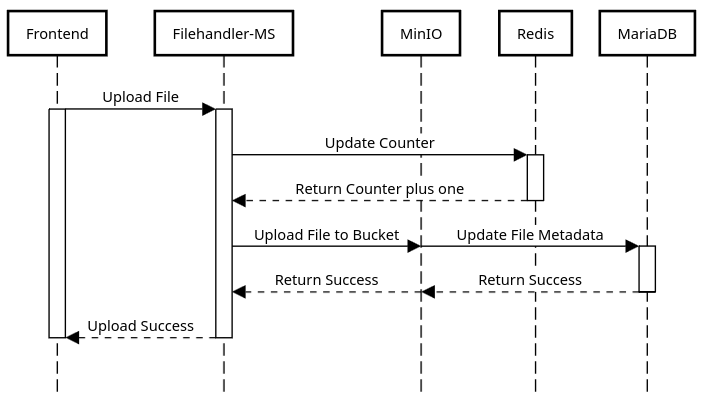 Frontend
Filehandler-MS
MinIO
Redis
MariaDB
Upload File
Update Counter
Return Counter plus one
Upload File to Bucket
Update File Metadata
Return Success
Return Success
Upload Success